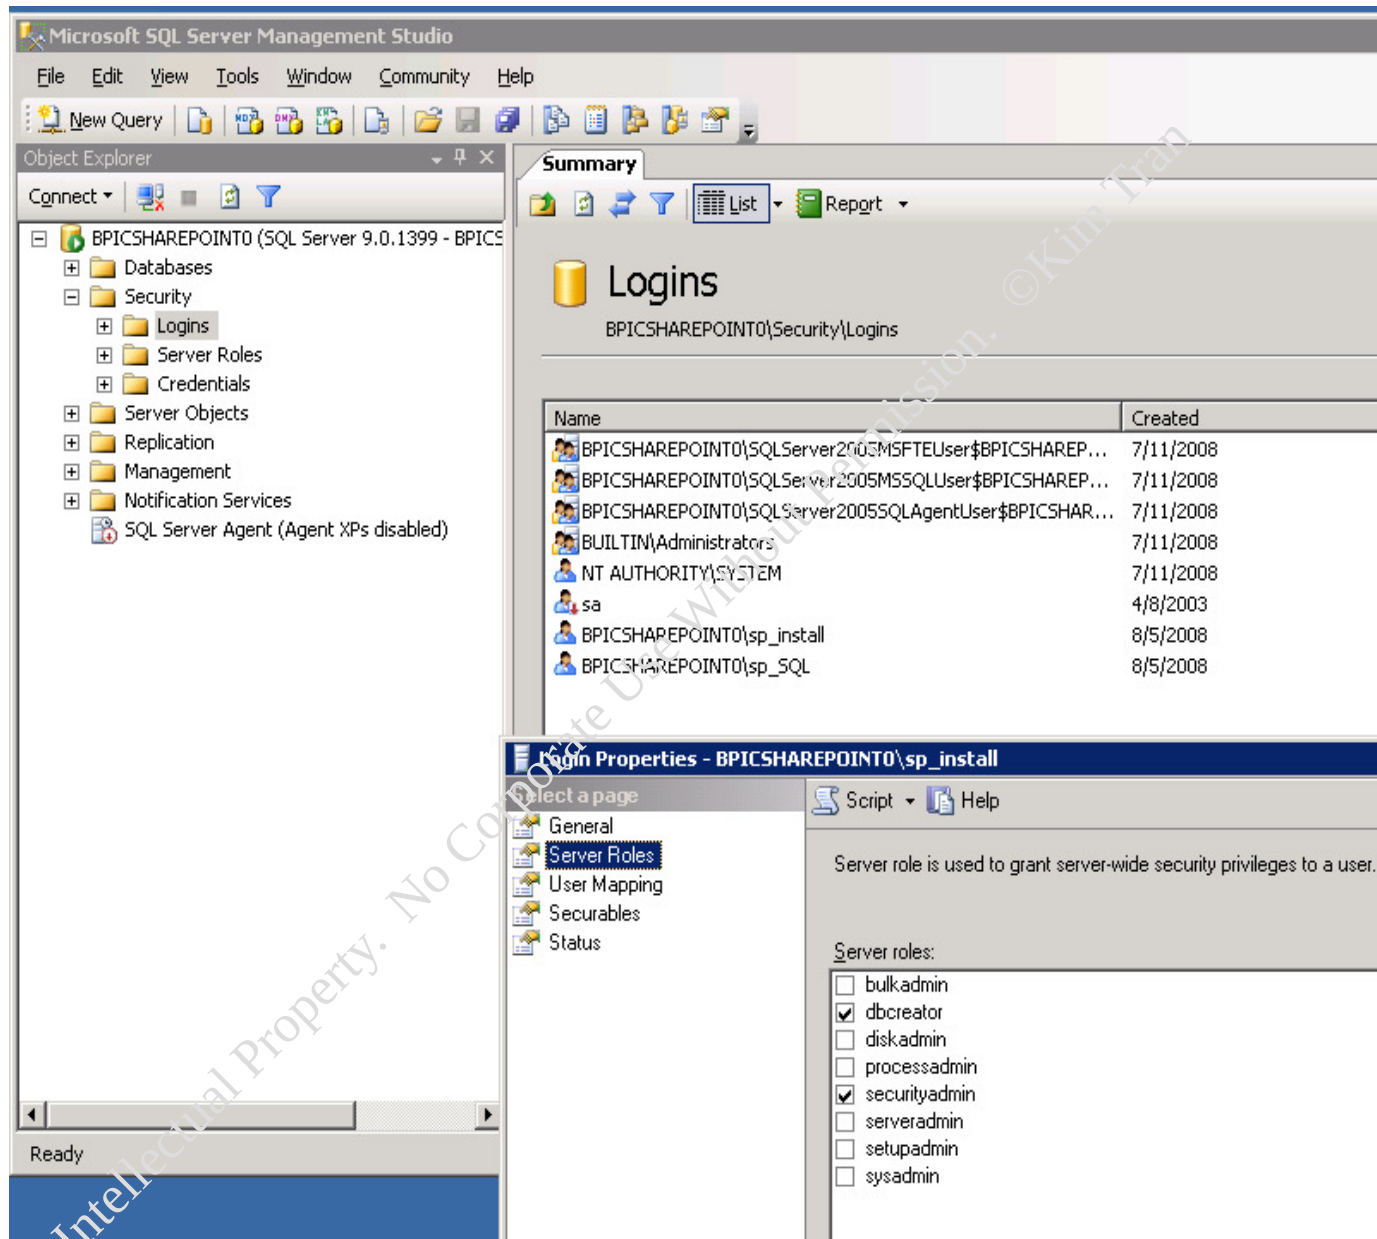 Microsoft SQL Server Management Studio
File Edit View Tools Window Community Help
New Query
Object Explorer
Connect
BPICSHAREPOINT0 (SQL Server 9.0.1399 - BPICS
Databases
Security
Logins
Server Roles
Credentials
Server Objects
Replication
Management
Notification Services
SQL Server Agent (Agent XPs disabled)
Ready
Summary
List Report
Logins
BPICSHAREPOINT0\Security\Logins
Name Created
BPICSHAREPOINT0\SQLServer2005MSFTEUser$BPICSHAREP... 7/11/2008
BPICSHAREPOINT0\SQLServer2005MSSQLUser$BPICSHAREP... 7/11/2008
BPICSHAREPOINT0\SQLServer2005SQLAgentUser$BPICSHAR... 7/11/2008
BUILTIN\Administrators 7/11/2008
NT AUTHORITY\SYSTEM 7/11/2008
sa 4/8/2003
BPICSHAREPOINT0\sp_install 8/5/2008
BPICSHAREPOINT0\sp_SQL 8/5/2008
Login Properties - BPICSHAREPOINT0\sp_install
Select a page
General
Server Roles
User Mapping
Securables
Status
Script Help
Server role is used to grant server-wide security privileges to a user.
Server roles:
bulkadmin
dbcreator
diskadmin
processadmin
securityadmin
serveradmin
setupadmin
sysadmin
Intellectual Property. No Corporate Use Without Permission. ©Kim Tran